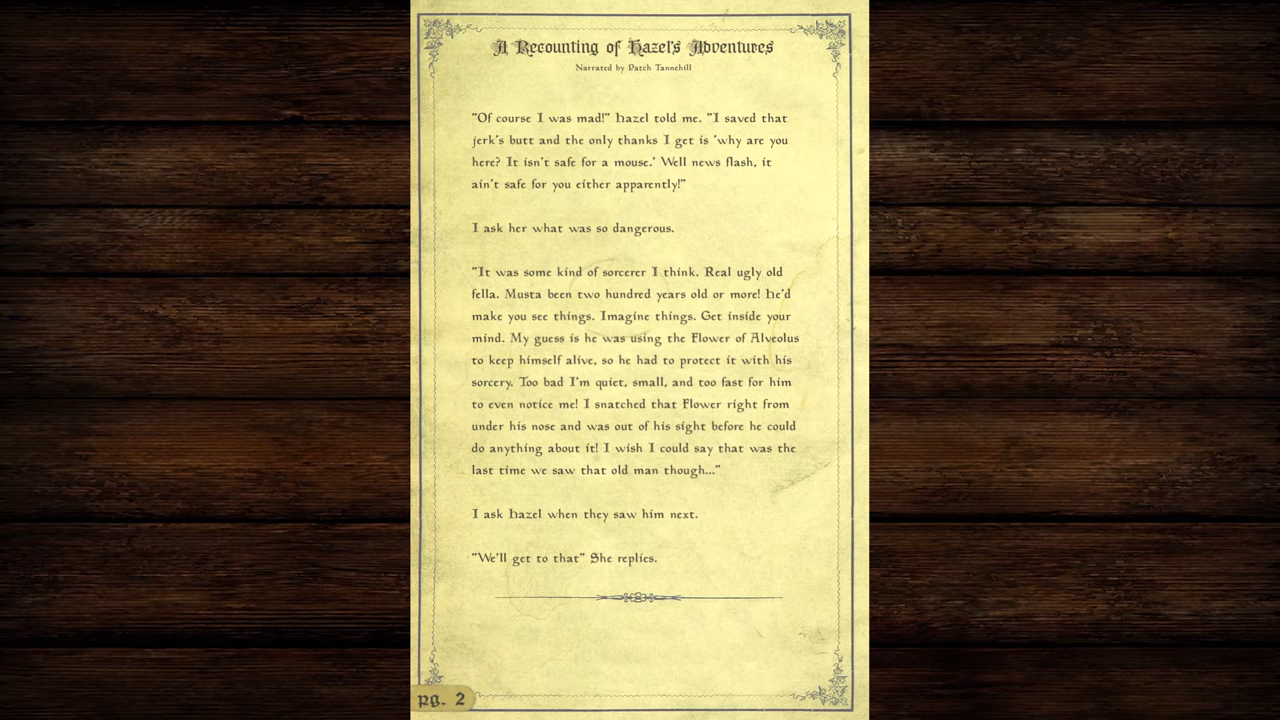 A Recounting of Hazel's Adventures
Narrated by Patch Tannehill
"Of course I was mad!" Hazel told me. "I saved that
jerk's butt and the only thanks I get is 'why are you
here? It isn't safe for a mouse.' Well news flash, it
ain't safe for you either apparently!"
I ask her what was so dangerous.
"It was some kind of sorcerer I think. Real ugly old
fella. Musta been two hundred years old or more! He'd
make you see things. Imagine things. Get inside your
mind. My guess is he was using the Flower of Alveolus
to keep himself alive, so he had to protect it with his
sorcery. Too bad I'm quiet, small, and too fast for him
to even notice me! I snatched that Flower right from
under his nose and was out of his sight before he could
do anything about it! I wish I could say that was the
last time we saw that old man though..."
I ask Hazel when they saw him next.
"We'll get to that" She replies.
pg. 2